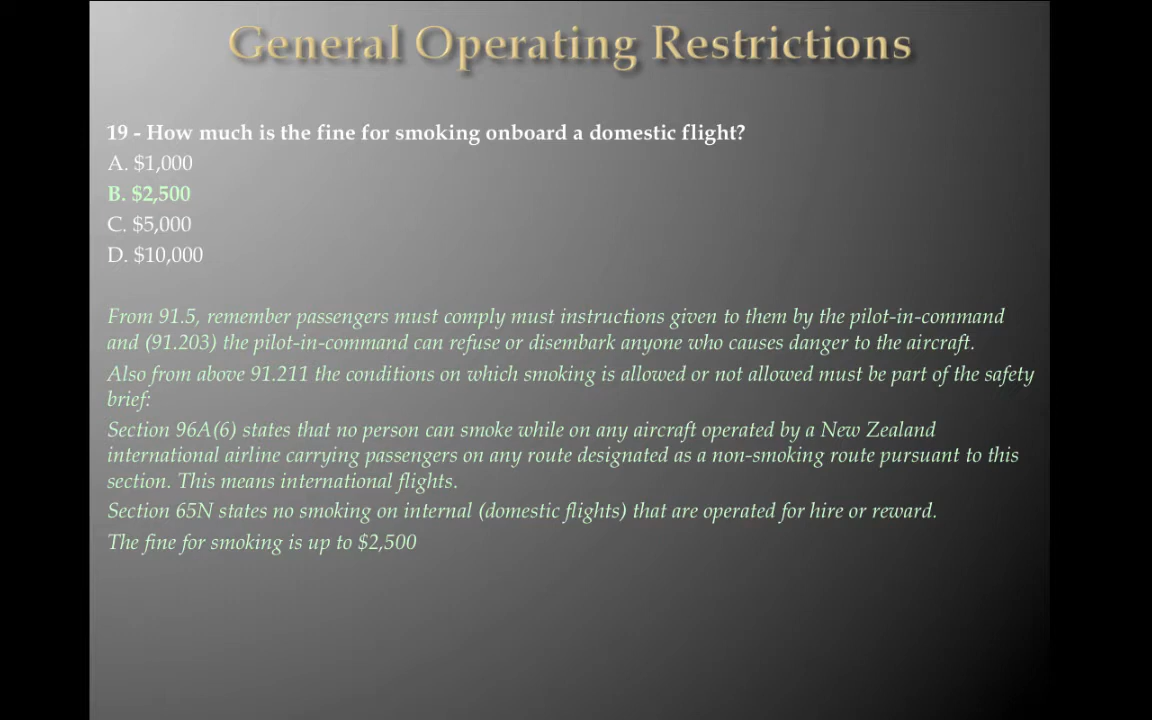 General Operating Restrictions
19 - How much is the fine for smoking onboard a domestic flight?
A. $1,000
B. $2,500
C. $5,000
D. $10,000
From 91.5, remember passengers must comply must instructions given to them by the pilot-in-command
and (91.203) the pilot-in-command can refuse or disembark anyone who causes danger to the aircraft.
Also from above 91.211 the conditions on which smoking is allowed or not allowed must be part of the safety
brief:
Section 96A(6) states that no person can smoke while on any aircraft operated by a New Zealand
international airline carrying passengers on any route designated as a non-smoking route pursuant to this
section. This means international flights.
Section 65N states no smoking on internal (domestic flights) that are operated for hire or reward.
The fine for smoking is up to $2,500